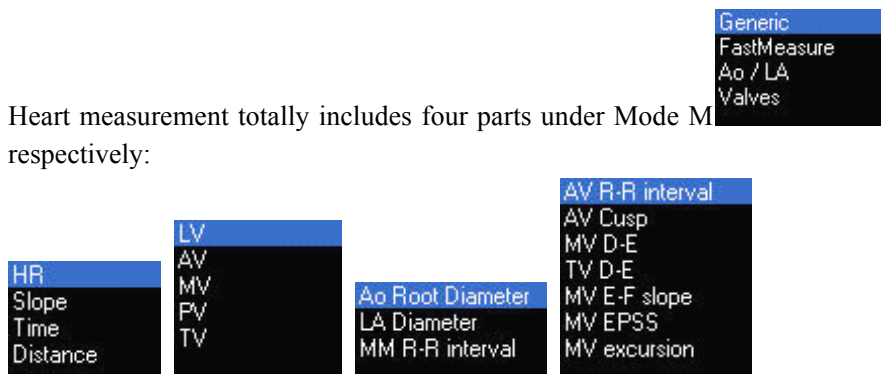 Generic
FastMeasure
Ao / LA
Valves
Heart measurement totally includes four parts under Mode M
respectively:
HR
Slope
Time
Distance
LV
AV
MV
PV
TV
Ao Root Diameter
LA Diameter
MM R-R interval
AV R-R interval
AV Cusp
MV D-E
TV D-E
MV E-F slope
MV EPSS
MV excursion